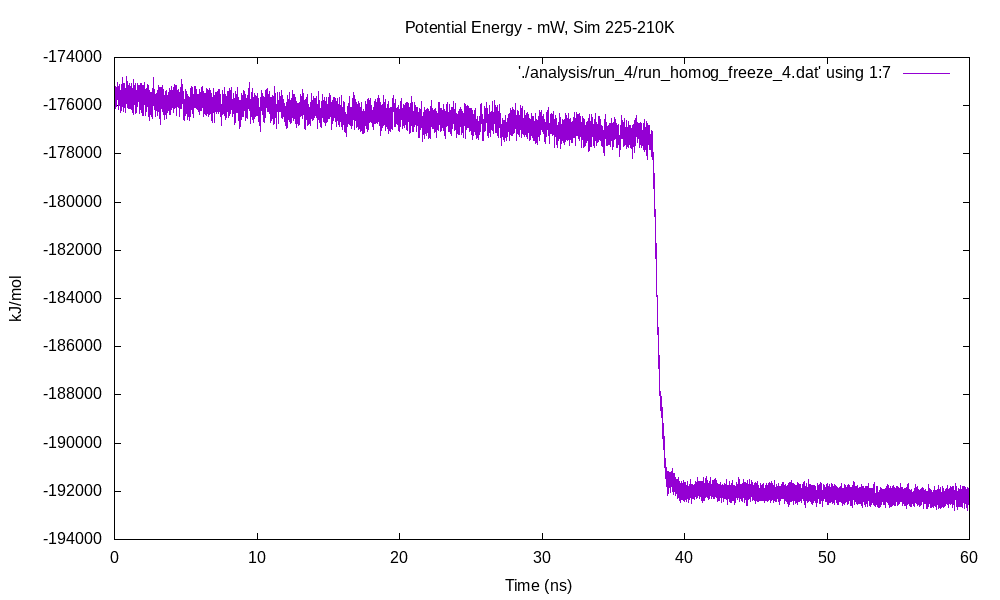 Potential Energy - mW, Sim 225-210K
'./analysis/run_4/run_homog_freeze_4.dat' using 1:7
-174000
-176000
-178000
-180000
-182000
-184000
-186000
-188000
-190000
-192000
-194000
kJ/mol
0 10 20 30 40 50 60
Time (ns)